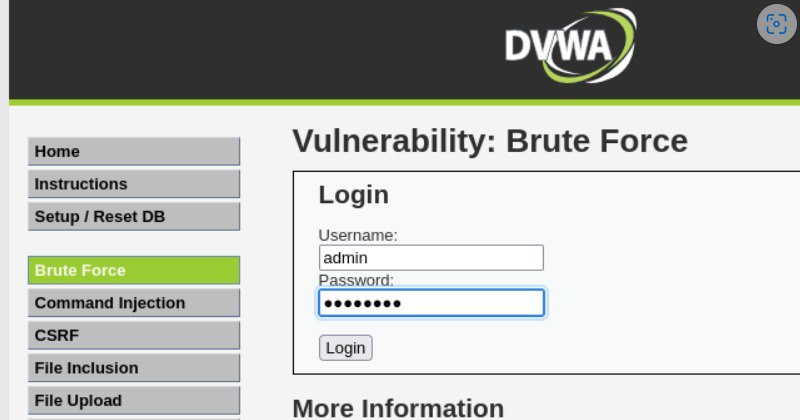 DVWA
Home
Instructions
Setup / Reset DB
Brute Force
Command Injection
CSRF
File Inclusion
File Upload
Vulnerability: Brute Force
Login
Username:
admin
Password:
••••••••
Login
More Information